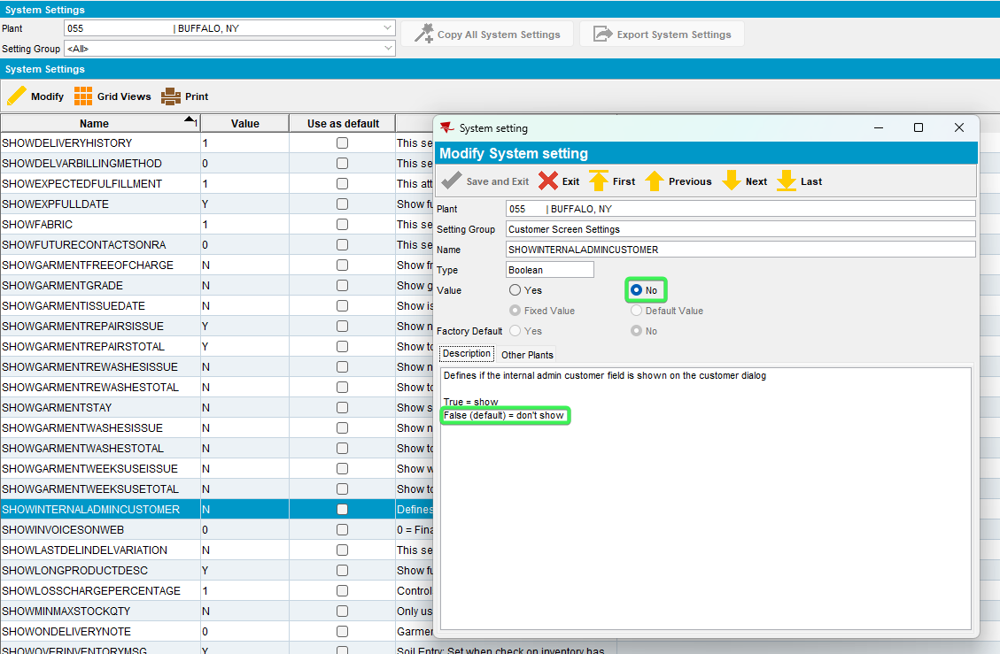 System Settings
Plant 055 | BUFFALO, NY Copy All System Settings Export System Settings
Setting Group <All>
System Settings
Modify Grid Views Print
Name 1 Value Use as default
SHOWDELIVERYHISTORY 1 This se
SHOWDELVARBILLINGMETHOD 0 This se
SHOWEXPECTEDFULFILLMENT 1 This att
SHOWEXPFULLDATE Y Show fu
SHOWFABRIC 1 This se
SHOWFUTURECONTACTSONRA 0 This se
SHOWGARMENTFREEOFCHARGE N Show fr
SHOWGARMENTGRADE N Show g
SHOWGARMENTISSUEDATE N Show is
SHOWGARMENTREPAIRSISSUE Y Show n
SHOWGARMENTREPAIRSTOTAL Y Show to
SHOWGARMENTREWASHESISSUE N Show n
SHOWGARMENTREWASHESTOTAL N Show to
SHOWGARMENTSTAY N Show s
SHOWGARMENTWASHESISSUE N Show n
SHOWGARMENTWASHESTOTAL N Show to
SHOWGARMENTWEEKSUSEISSUE N Show w
SHOWGARMENTWEEKSUSETOTAL N Show to
SHOWINTERNALADMINCUSTOMER N Defines
SHOWINVOICESONWEB 0 0 = Fina
SHOWLASTDELINDELVARIATION N This se
SHOWLONGPRODUCTDESC Y Show fu
SHOWLOSSCHARGEPERCENTAGE 1 Control
SHOWMINMAXSTOCKQTY N Only us
SHOWONDELIVERYNOTE 0 Garmen
SHOWOVERINVENTORYMSG Y Soil Entry: Set when check on inventory has
System setting
Modify System setting
Save and Exit Exit First Previous Next Last
Plant 055 | BUFFALO, NY
Setting Group Customer Screen Settings
Name SHOWINTERNALADMINCUSTOMER
Type Boolean
Value Yes No
Fixed Value Default Value
Factory Default Yes No
Description Other Plants
Defines if the internal admin customer field is shown on the customer dialog
True = show
False (default) = don't show